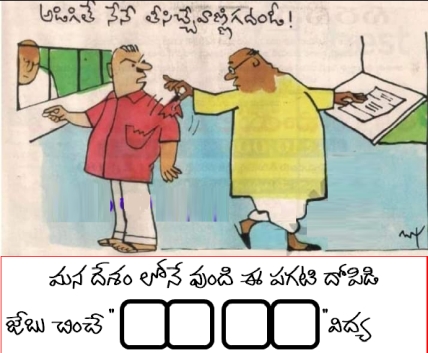 అడిగితే నేనే తీసిచ్చేవాణ్ణిగదండీ!
మన దేశం లోనే వుంది ఈ పగటి దోపిడి
జేబు చించే " " విద్య